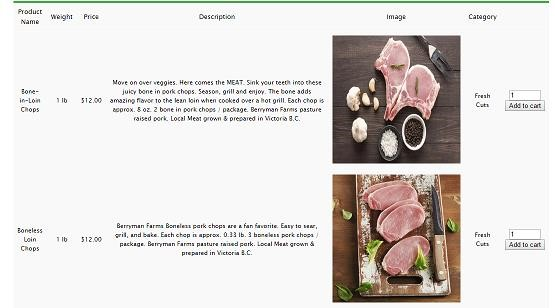 Product Name
Weight
Price
Description
Image
Category
Bone-
in-Loin
Chops
1 lb
$12.00
Move on over veggies. Here comes the MEAT. Sink your teeth into these
juicy bone in pork chops. Season, grill and enjoy. The bone adds
amazing flavor to the lean loin when cooked over a hot grill. Each chop is
approx. 8 oz. 2 bone in pork chops / package. Berryman Farms pasture
raised pork. Local Meat grown & prepared in Victoria B.C.
Fresh
Cuts
1
Add to cart
Boneless
Loin
Chops
1 lb
$12.00
Berryman Farms Boneless pork chops are a fan favorite. Easy to sear,
grill, and bake. Each chop is approx. 0.33 lb. 3 boneless pork chops /
package. Berryman Farms pasture raised pork. Local Meat grown &
prepared in Victoria B.C.
Fresh
Cuts
1
Add to cart